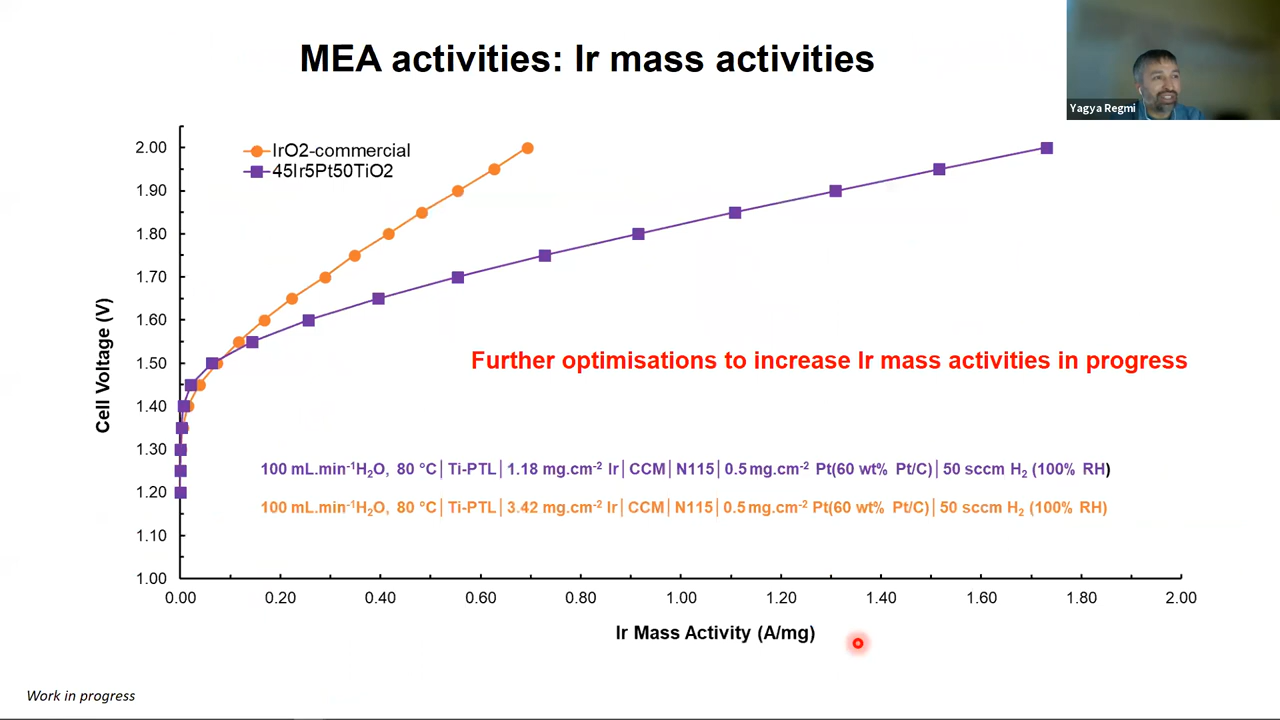 MEA activities: Ir mass activities
Yagya Regmi
IrO2-commercial
45Ir5Pt50TiO2
2.00
1.90
1.80
1.70
1.60
1.50
1.40
1.30
1.20
1.10
1.00
Cell Voltage (V)
Further optimisations to increase Ir mass activities in progress
100 mL.min⁻¹H₂O, 80 °C│Ti-PTL│1.18 mg.cm⁻² Ir│CCM│N115│0.5 mg.cm⁻² Pt(60 wt% Pt/C)│50 sccm H₂ (100% RH)
100 mL.min⁻¹H₂O, 80 °C│Ti-PTL│3.42 mg.cm⁻² Ir│CCM│N115│0.5 mg.cm⁻² Pt(60 wt% Pt/C)│50 sccm H₂ (100% RH)
0.00 0.20 0.40 0.60 0.80 1.00 1.20 1.40 1.60 1.80 2.00
Ir Mass Activity (A/mg)
Work in progress